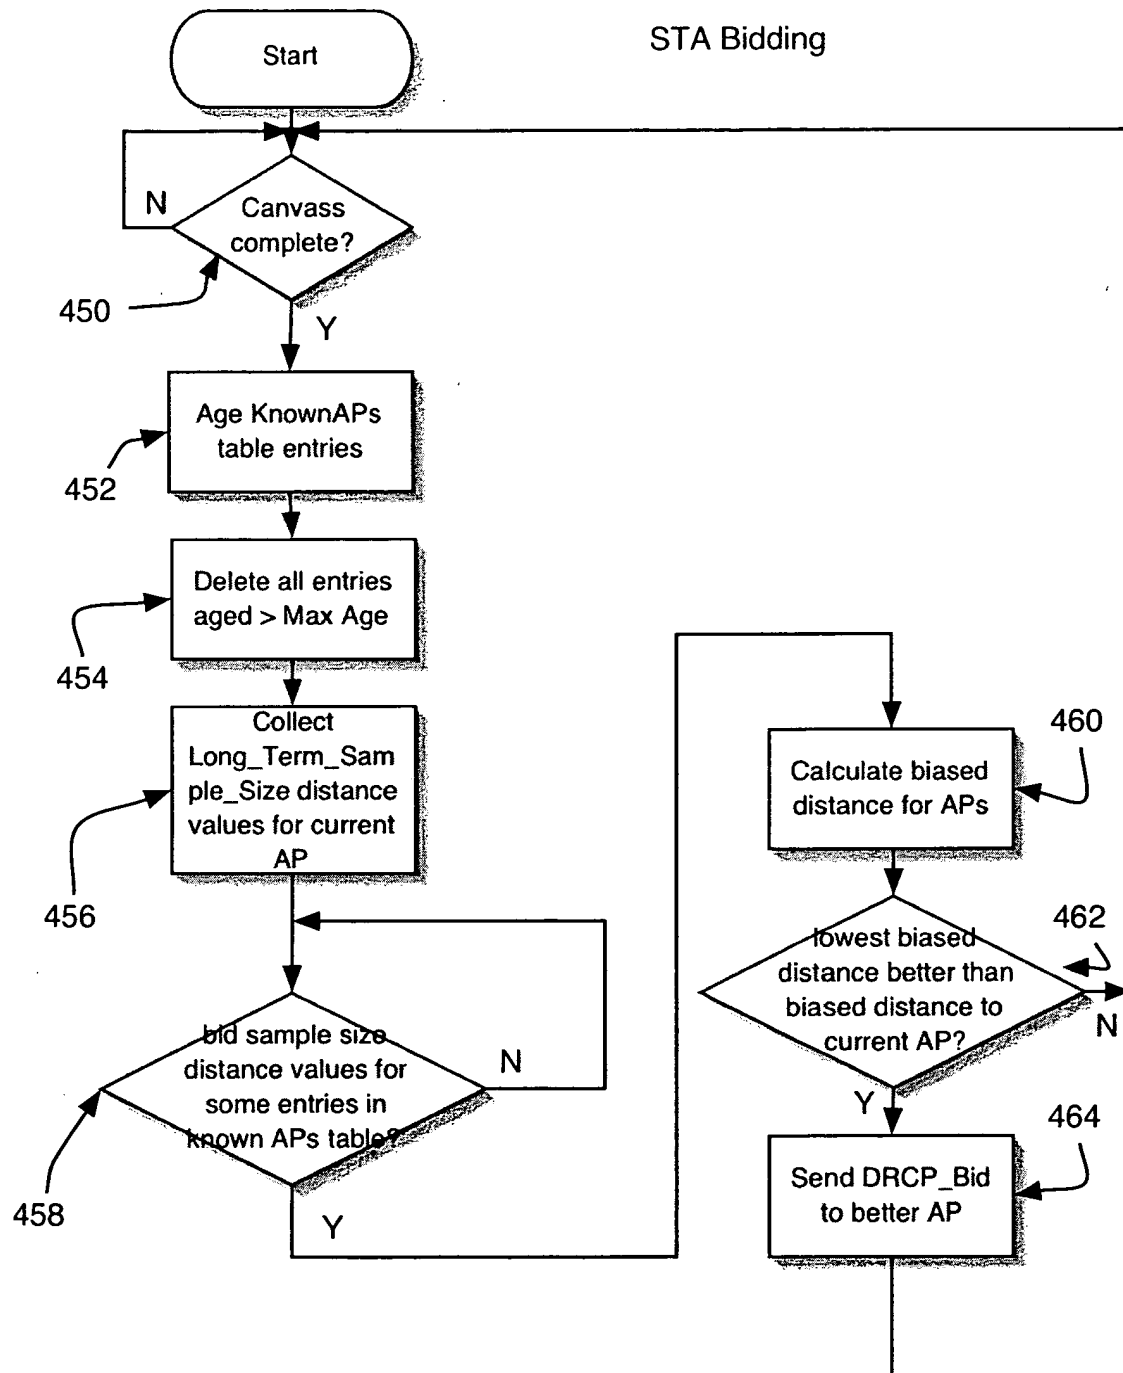 STA Bidding
Start
Canvass
complete?
N
450
Y
Age KnownAPs
table entries
452
Delete all entries
aged > Max Age
454
Collect
Long_Term_Sam
ple_Size distance
values for current
AP
456
bid sample size
distance values for
some entries in
known APs table?
N
458
Y
Calculate biased
distance for APs
460
lowest biased
distance better than
biased distance to
current AP?
462
N
Y
Send DRCP_Bid
to better AP
464